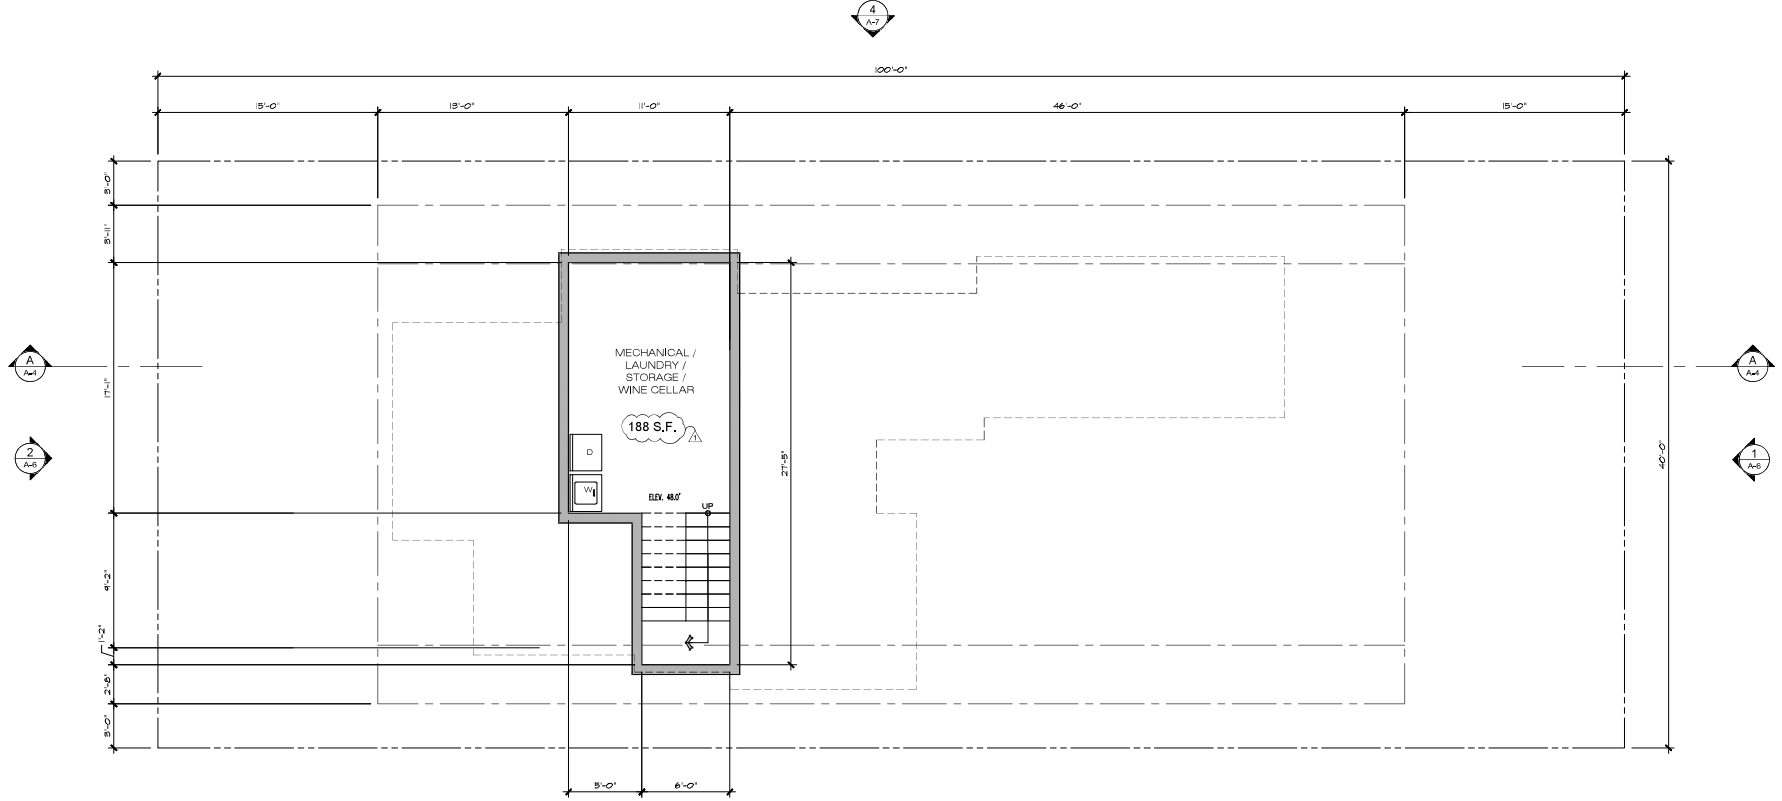 4
A-7
100'-0"
15'-0"
13'-0"
11'-0"
46'-0"
15'-0"
3'-0"
3'-11"
17'-1"
9'-2"
1'-2"
2'-8"
3'-0"
A
A-4
2
A-6
MECHANICAL /
LAUNDRY /
STORAGE /
WINE CELLAR
188 S.F.
1
D
W
ELEV. 48.0'
UP
27'-5"
40'-0"
A
A-4
1
A-6
5'-0"
6'-0"